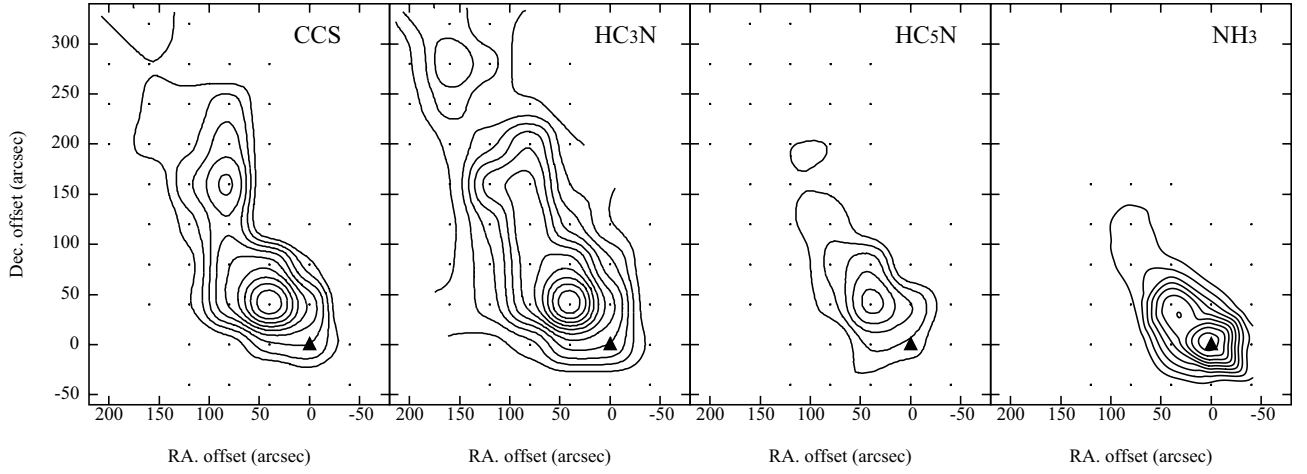 CCS HC3N HC5N NH3
300
250
200
150
100
50
0
-50
Dec. offset (arcsec)
200 150 100 50 0 -50 200 150 100 50 0 -50 200 150 100 50 0 -50 200 150 100 50 0 -50
RA. offset (arcsec) RA. offset (arcsec) RA. offset (arcsec) RA. offset (arcsec)